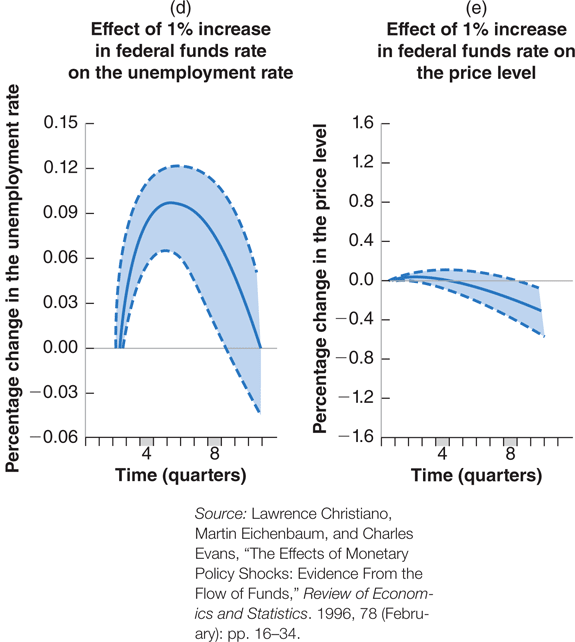 (d)
Effect of 1% increase
in federal funds rate
on the unemployment rate
Percentage change in the unemployment rate
0.15
0.12
0.09
0.06
0.03
0.00
−0.03
−0.06
4
8
Time (quarters)
(e)
Effect of 1% increase
in federal funds rate on
the price level
Percentage change in the price level
1.6
1.2
0.8
0.4
0.0
−0.4
−0.8
−1.2
−1.6
4
8
Time (quarters)
Source: Lawrence Christiano,
Martin Eichenbaum, and Charles
Evans, “The Effects of Monetary
Policy Shocks: Evidence From the
Flow of Funds,” Review of Econom-
ics and Statistics. 1996, 78 (Febru-
ary): pp. 16–34.